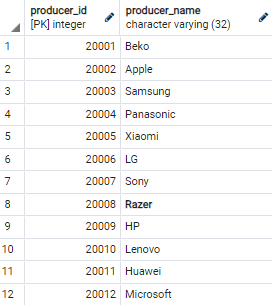 producer_id producer_name
[PK] integer character varying (32)
1 20001 Beko
2 20002 Apple
3 20003 Samsung
4 20004 Panasonic
5 20005 Xiaomi
6 20006 LG
7 20007 Sony
8 20008 Razer
9 20009 HP
10 20010 Lenovo
11 20011 Huawei
12 20012 Microsoft